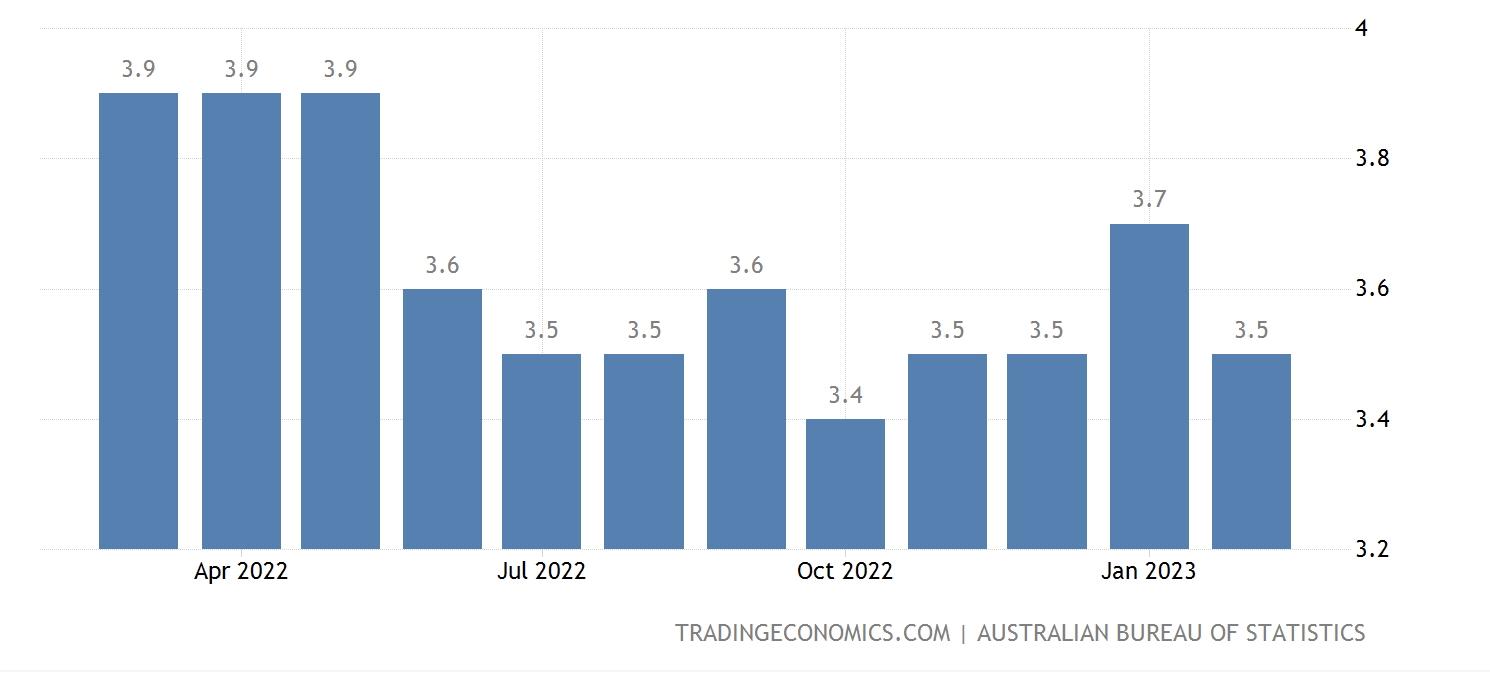 4
3.9 3.9 3.9
3.8
3.7
3.6 3.6
3.6
3.5 3.5 3.5 3.5 3.5
3.4
3.4
3.2
Apr 2022 Jul 2022 Oct 2022 Jan 2023
TRADINGECONOMICS.COM | AUSTRALIAN BUREAU OF STATISTICS